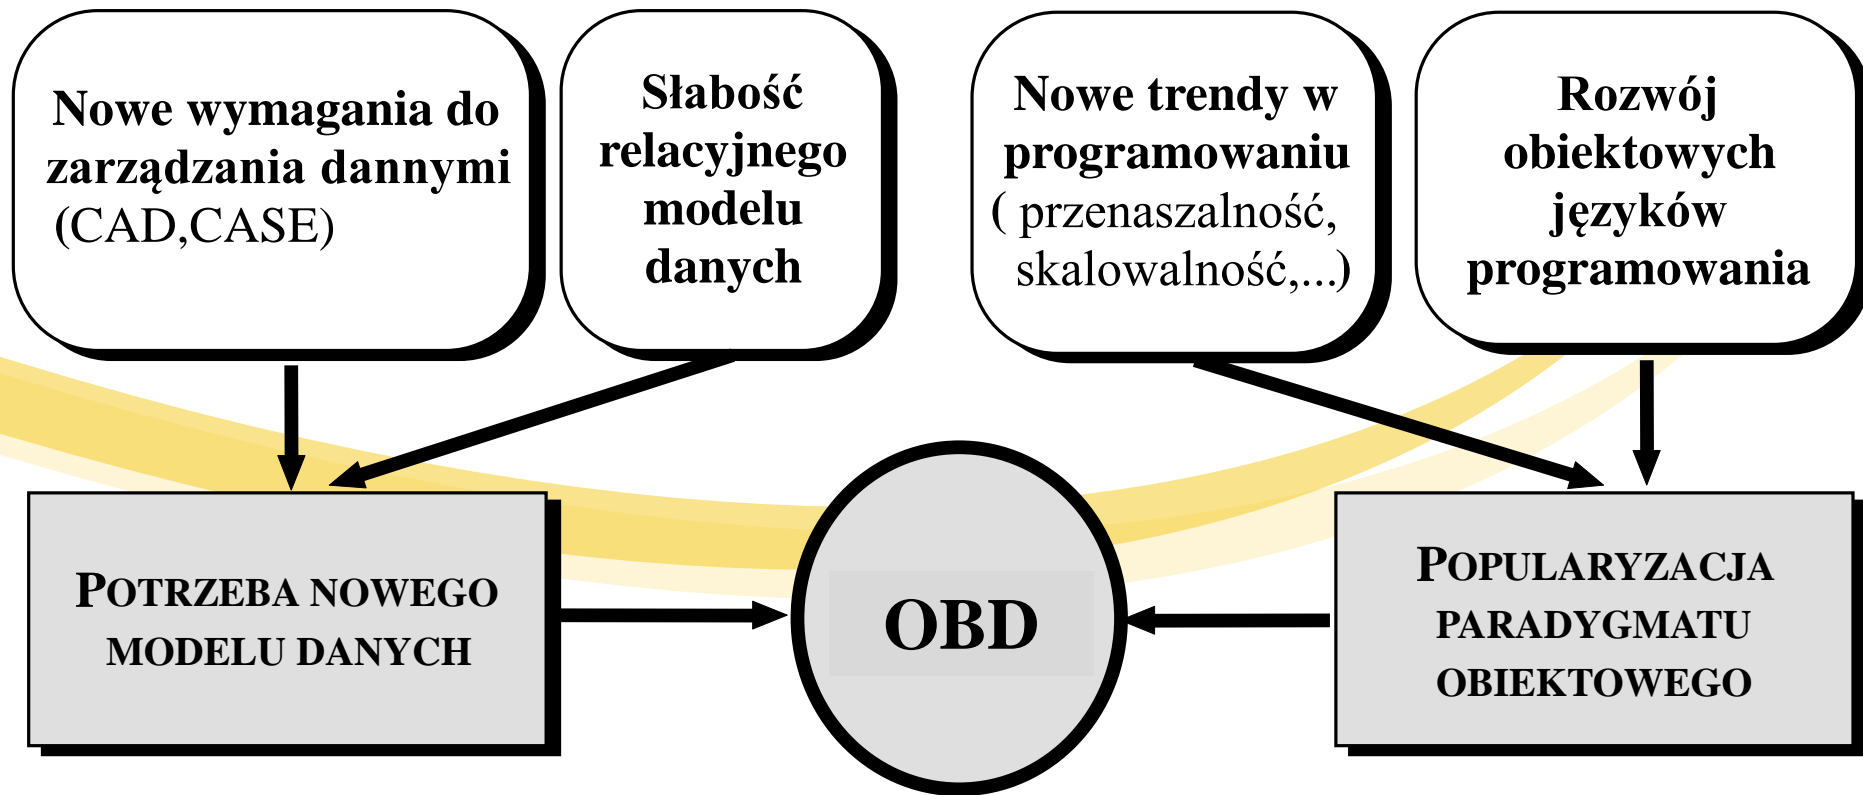 Nowe wymagania do
zarządzania dannymi
(CAD,CASE)
Słabość
relacyjnego
modelu
danych
Nowe trendy w
programowaniu
( przenaszalność,
skalowalność,...)
Rozwój
obiektowych
języków
programowania
POTRZEBA NOWEGO
MODELU DANYCH
OBD
POPULARYZACJA
PARADYGMATU
OBIEKTOWEGO